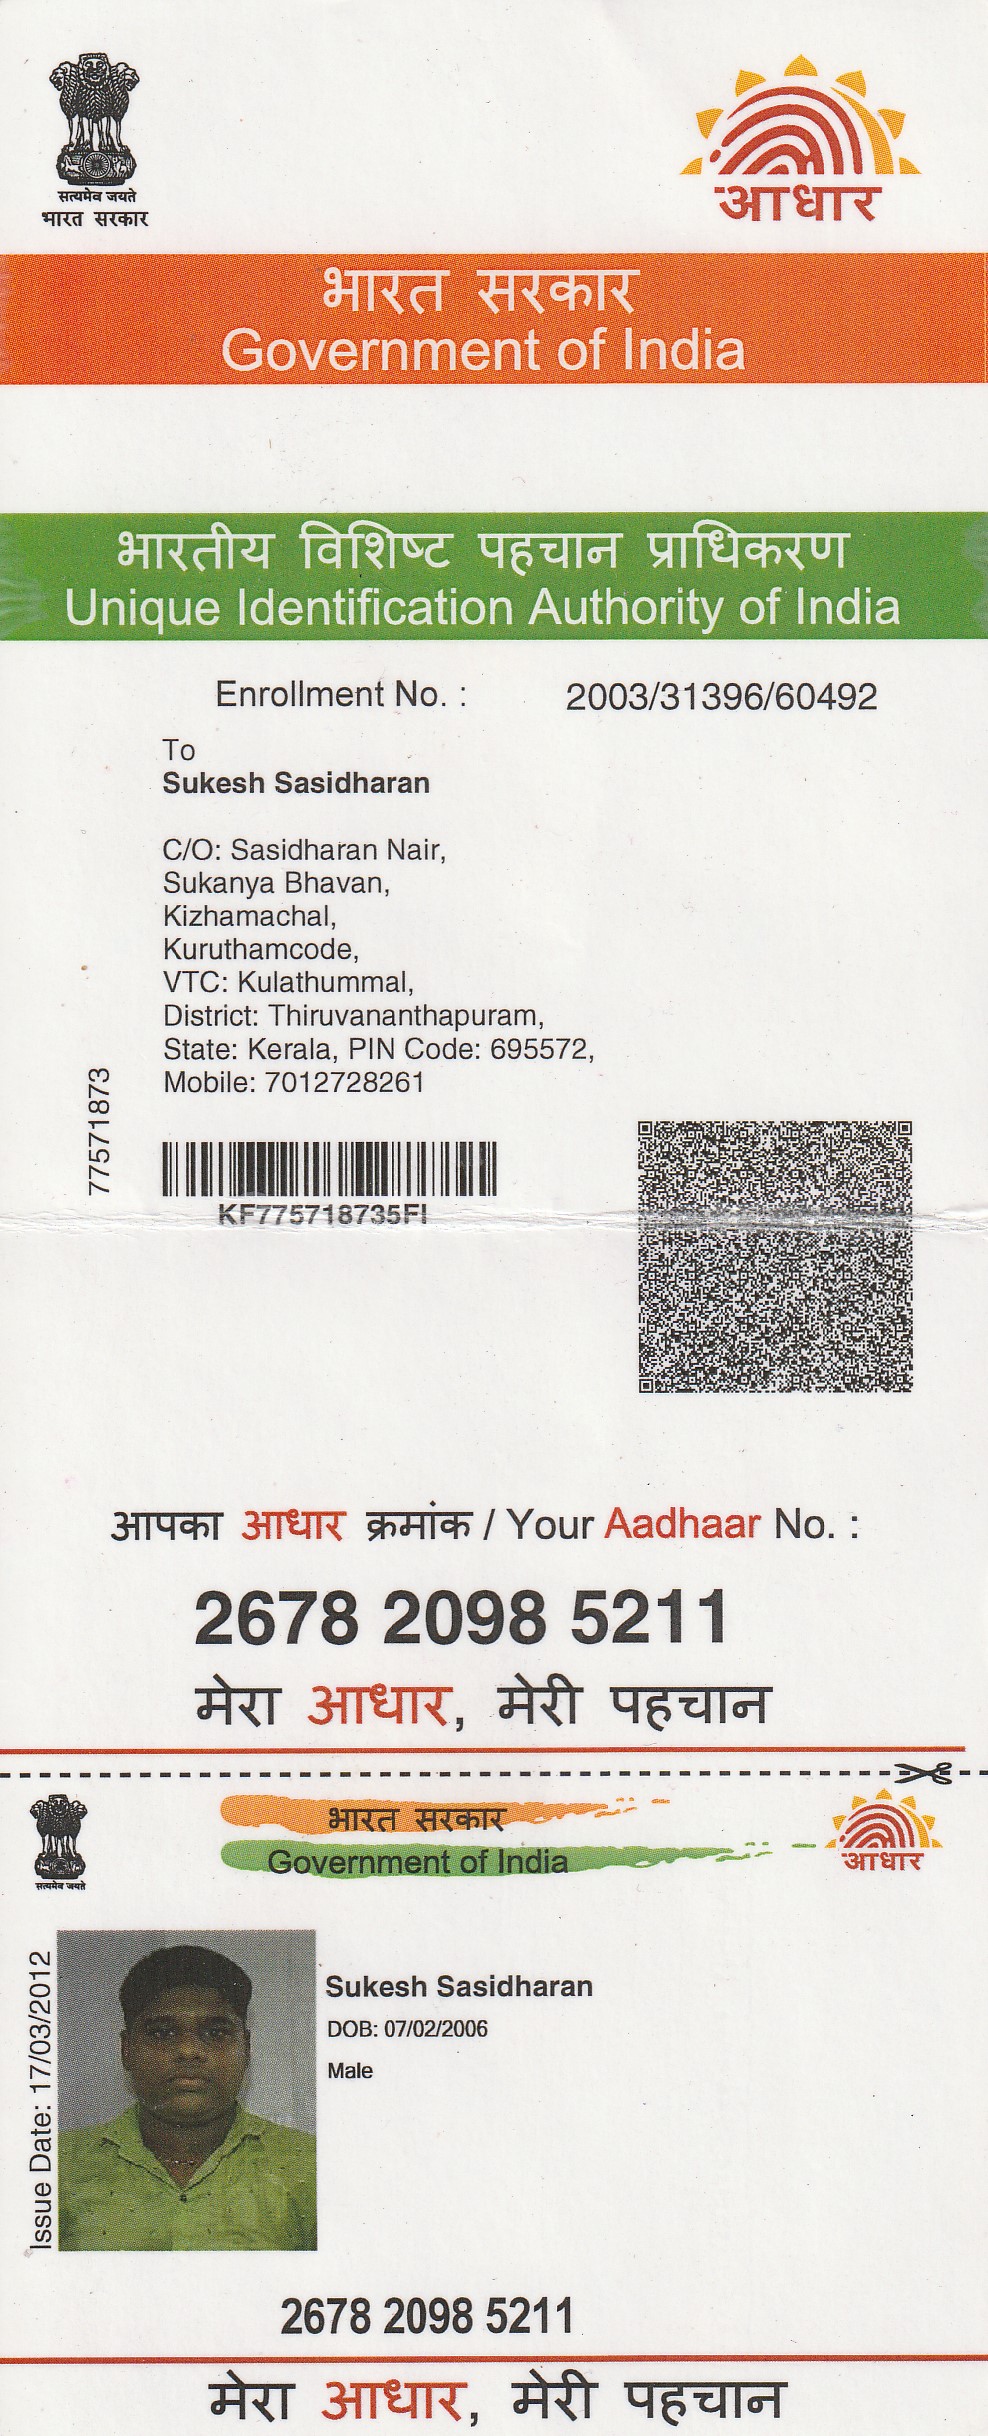 सत्यमेव जयते
भारत सरकार
आधार
भारत सरकार
Government of India
भारतीय विशिष्ट पहचान प्राधिकरण
Unique Identification Authority of India
Enrollment No. : 2003/31396/60492
To
Sukesh Sasidharan
C/O: Sasidharan Nair,
Sukanya Bhavan,
Kizhamachal,
Kuruthamcode,
VTC: Kulathummal,
District: Thiruvananthapuram,
State: Kerala, PIN Code: 695572,
Mobile: 7012728261
77571873
KF775718735FI
आपका आधार क्रमांक / Your Aadhaar No. :
2678 2098 5211
मेरा आधार, मेरी पहचान
सत्यमेव जयते
भारत सरकार
Government of India
आधार
Issue Date: 17/03/2012
Sukesh Sasidharan
DOB: 07/02/2006
Male
2678 2098 5211
मेरा आधार, मेरी पहचान